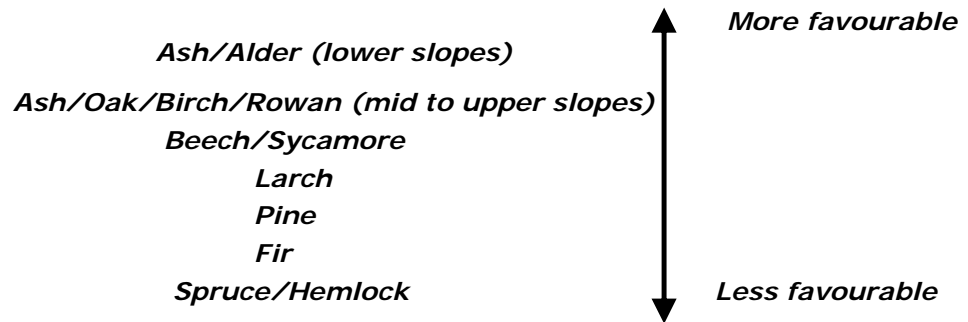 More favourable
Ash/Alder (lower slopes)
Ash/Oak/Birch/Rowan (mid to upper slopes)
Beech/Sycamore
Larch
Pine
Fir
Spruce/Hemlock
Less favourable